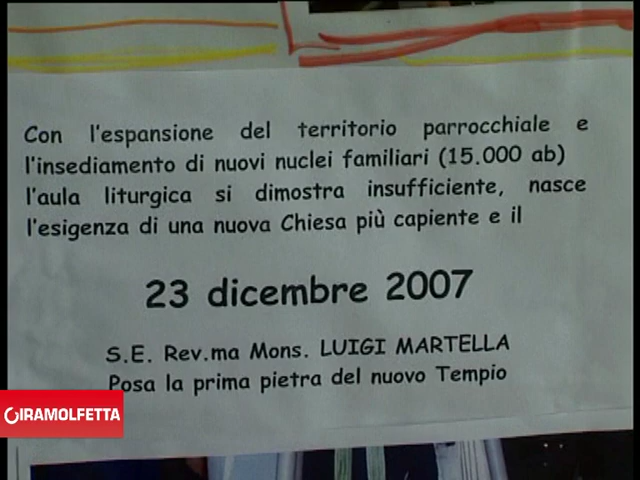 Con l'espansione del territorio parrocchiale e
l'insediamento di nuovi nuclei familiari (15.000 ab)
l'aula liturgica si dimostra insufficiente, nasce
l'esigenza di una nuova Chiesa più capiente e il
23 dicembre 2007
S.E. Rev.ma Mons. LUIGI MARTELLA
Posa la prima pietra del nuovo Tempio
GIRAMOLFETTA